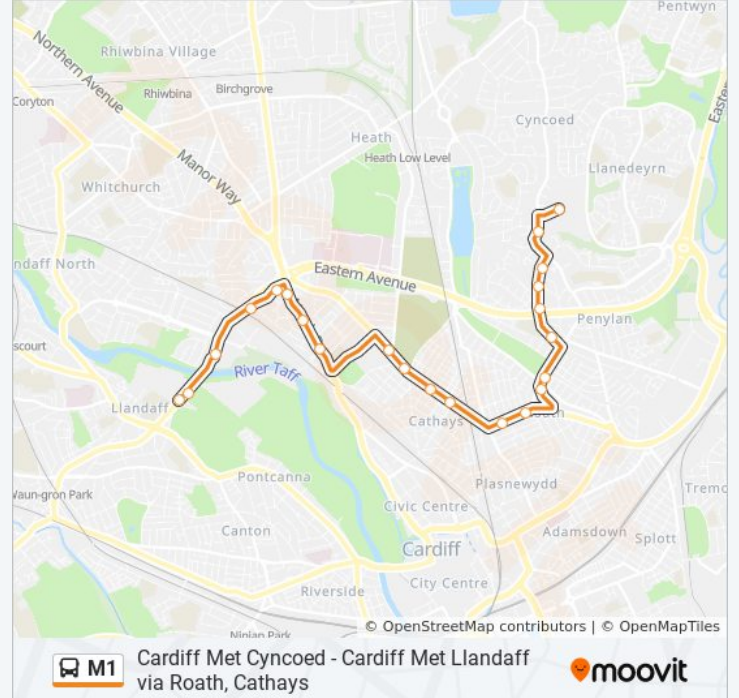 Pentwyn
Rhiwbina Village
Northern Avenue
Rhiwbina
Birchgrove
Coryton
Easter
Cyncoed
Heath
Heath Low Level
Manor Way
Llanedeyrn
Whitchurch
ndaff North
Eastern Avenue
Penylan
scourt
River Taff
Llandaff
Cathays
Pontcanna
Plasnewydd
Waun-gron Park
Tremo
Civic Centre
Canton
Adamsdown
Splott
Cardiff
City Centre
Riverside
Ninian Park
© OpenStreetMap contributors | © OpenMapTiles
M1
Cardiff Met Cyncoed - Cardiff Met Llandaff
via Roath, Cathays
moovit